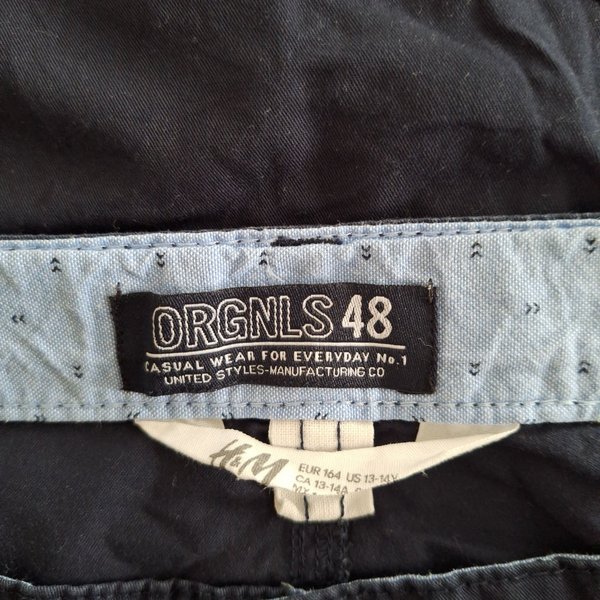 ORGNLS 48
CASUAL WEAR FOR EVERYDAY No.1
UNITED STYLES-MANUFACTURING CO
H&M
EUR 164 US 13-14Y
CA 13-14A